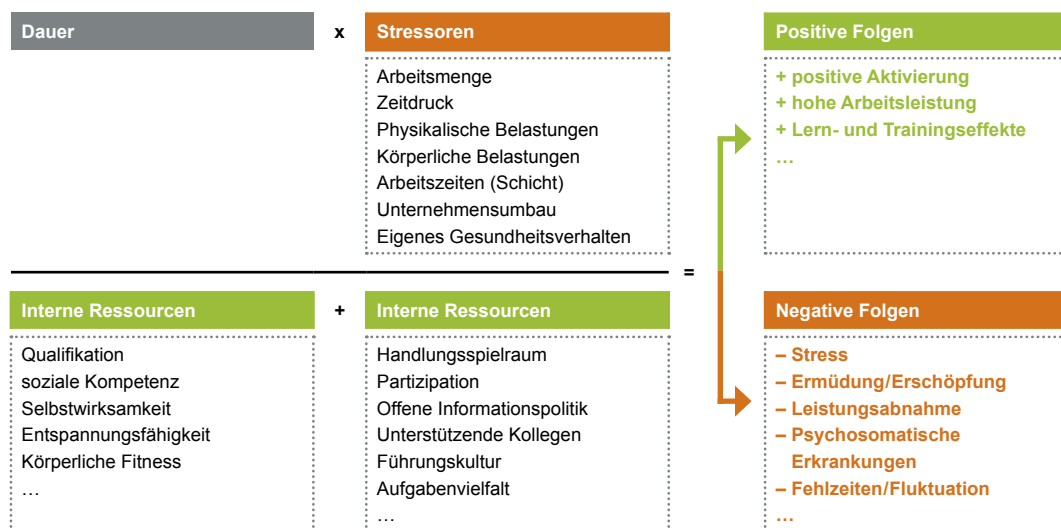 Dauer
x
Stressoren
Arbeitsmenge
Zeitdruck
Physikalische Belastungen
Körperliche Belastungen
Arbeitszeiten (Schicht)
Unternehmensumbau
Eigenes Gesundheitsverhalten
Interne Ressourcen
Qualifikation
soziale Kompetenz
Selbstwirksamkeit
Entspannungsfähigkeit
Körperliche Fitness
…
+
Interne Ressourcen
Handlungsspielraum
Partizipation
Offene Informationspolitik
Unterstützende Kollegen
Führungskultur
Aufgabenvielfalt
…
=
Positive Folgen
+ positive Aktivierung
+ hohe Arbeitsleistung
+ Lern- und Trainingseffekte
…
Negative Folgen
– Stress
– Ermüdung/Erschöpfung
– Leistungsabnahme
– Psychosomatische
Erkrankungen
– Fehlzeiten/Fluktuation
…